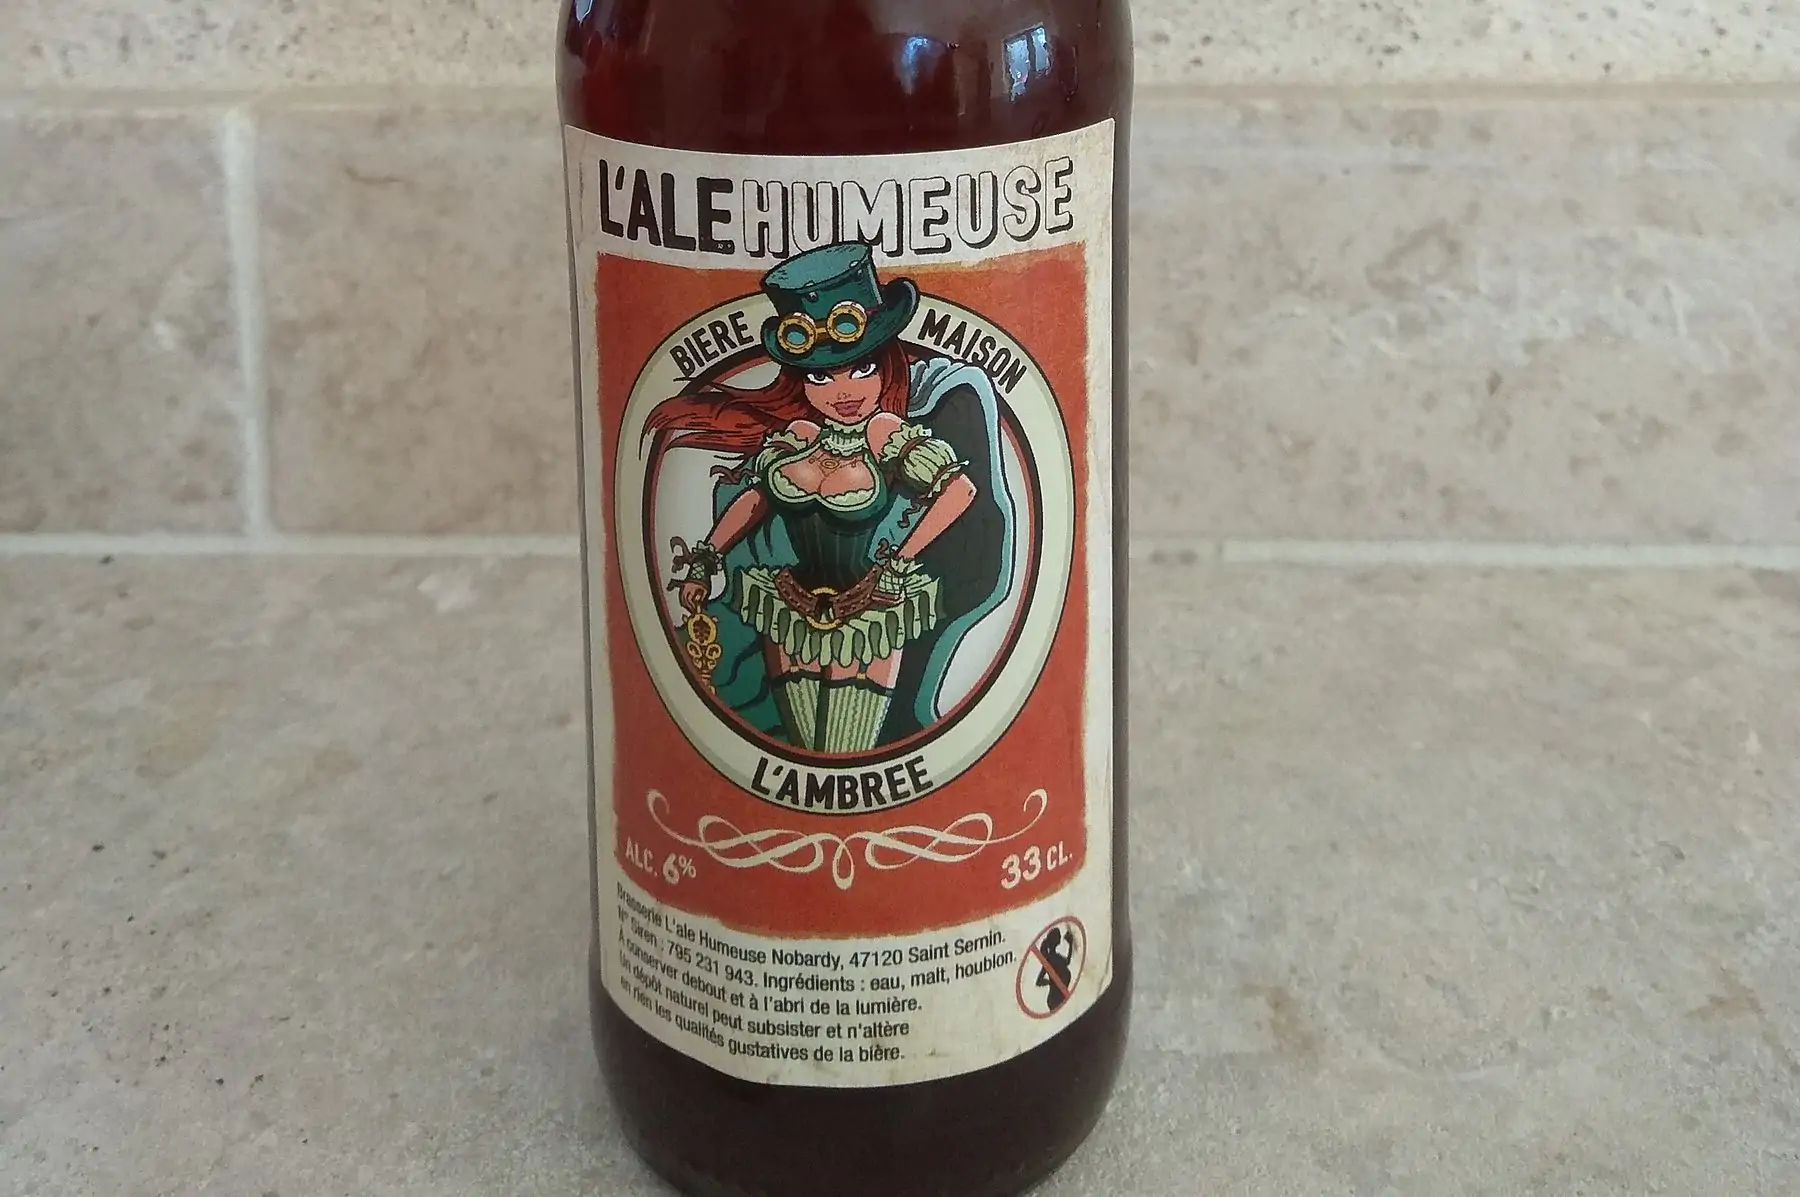 L'ALEHUMEUSE
BIERE MAISON
L'AMBREE
ALC. 6% 33 CL.
Brasserie L'ale Humeuse Nobardy, 47120 Saint Sernin.
N° Siren : 795 231 943. Ingrédients : eau, malt, houblon.
À conserver debout et à l'abri de la lumière.
Un dépôt naturel peut subsister et n'altère
en rien les qualités gustatives de la bière.